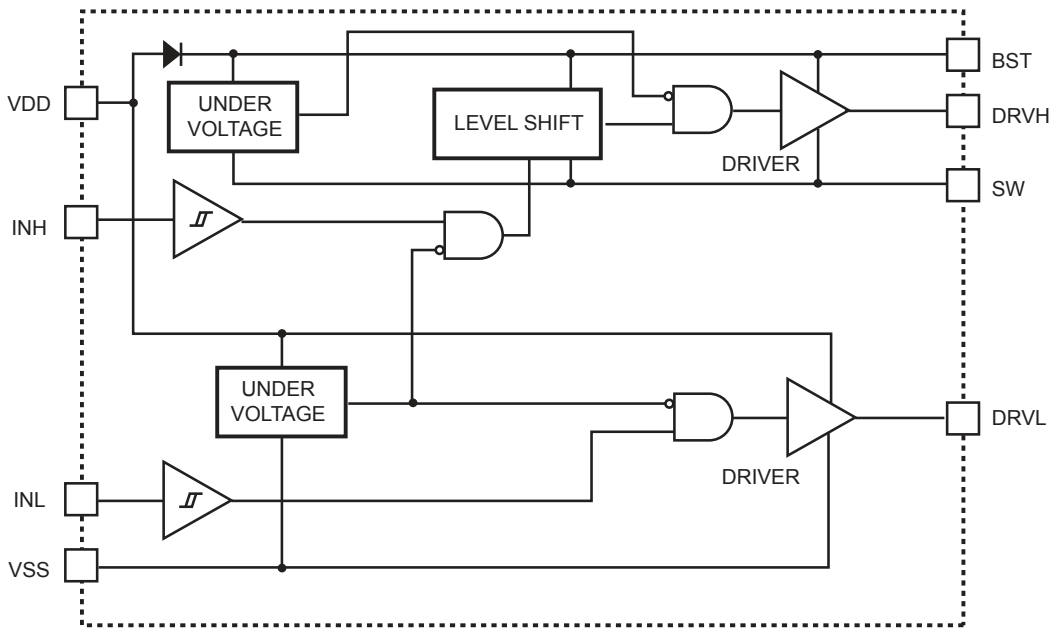 BST
VDD
UNDER
VOLTAGE
LEVEL SHIFT
DRVH
DRIVER
SW
INH
UNDER
VOLTAGE
DRVL
DRIVER
INL
VSS